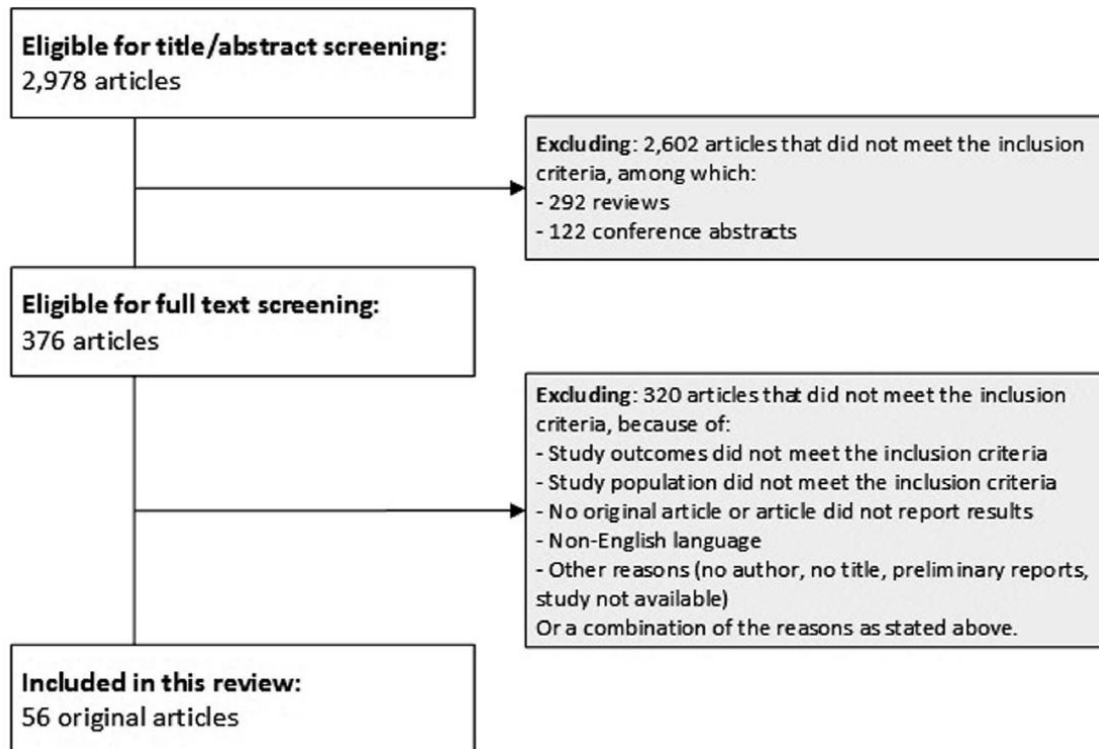 Eligible for title/abstract screening:
2,978 articles
Excluding: 2,602 articles that did not meet the inclusion
criteria, among which:
- 292 reviews
- 122 conference abstracts
Eligible for full text screening:
376 articles
Excluding: 320 articles that did not meet the inclusion
criteria, because of:
- Study outcomes did not meet the inclusion criteria
- Study population did not meet the inclusion criteria
- No original article or article did not report results
- Non-English language
- Other reasons (no author, no title, preliminary reports,
study not available)
Or a combination of the reasons as stated above.
Included in this review:
56 original articles